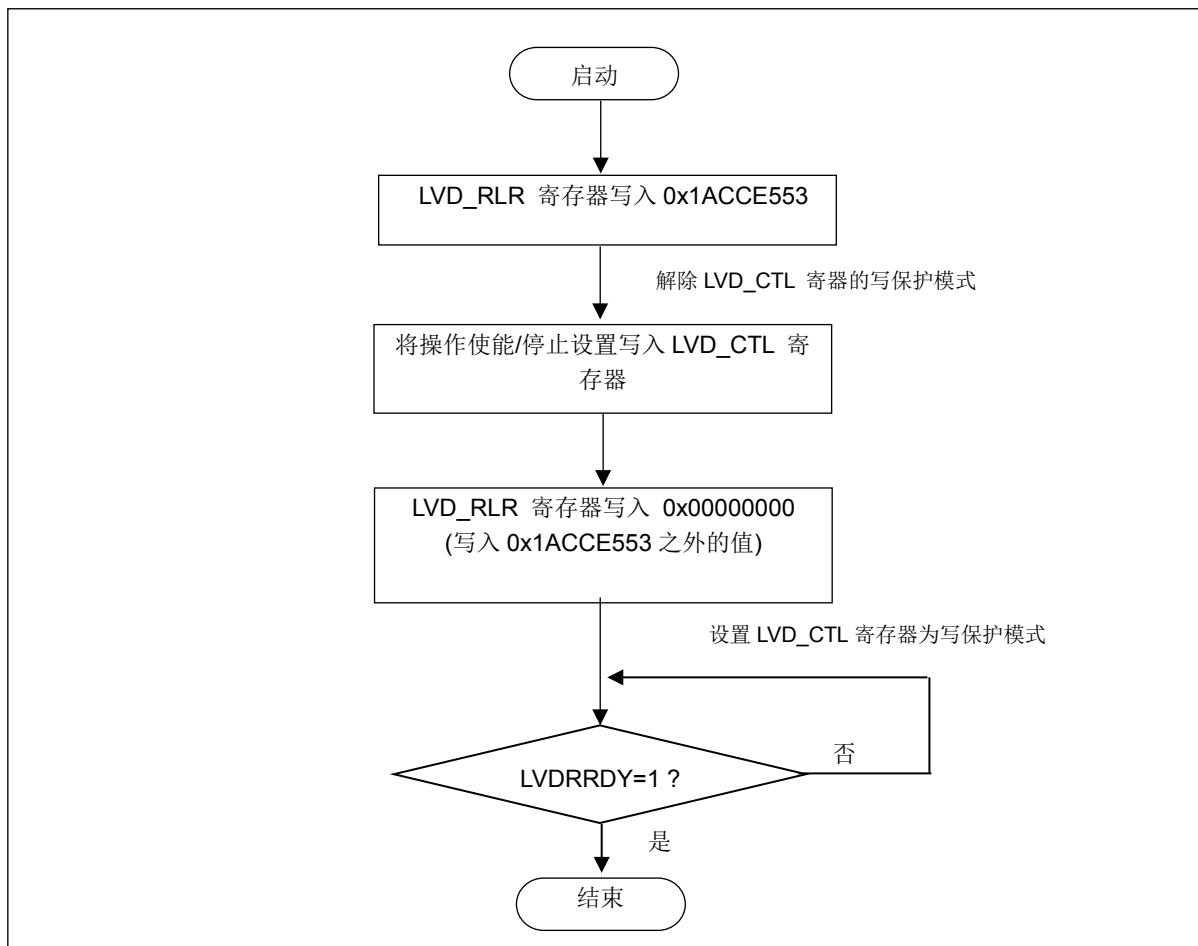 启动
LVD_RLR 寄存器写入 0x1ACCE553
解除 LVD_CTL 寄器的写保护模式
将操作使能/停止设置写入 LVD_CTL 寄
存器
LVD_RLR 寄存器写入 0x00000000
(写入 0x1ACCE553 之外的值)
设置 LVD_CTL 寄存器为写保护模式
否
LVDRRDY=1 ?
是
结束